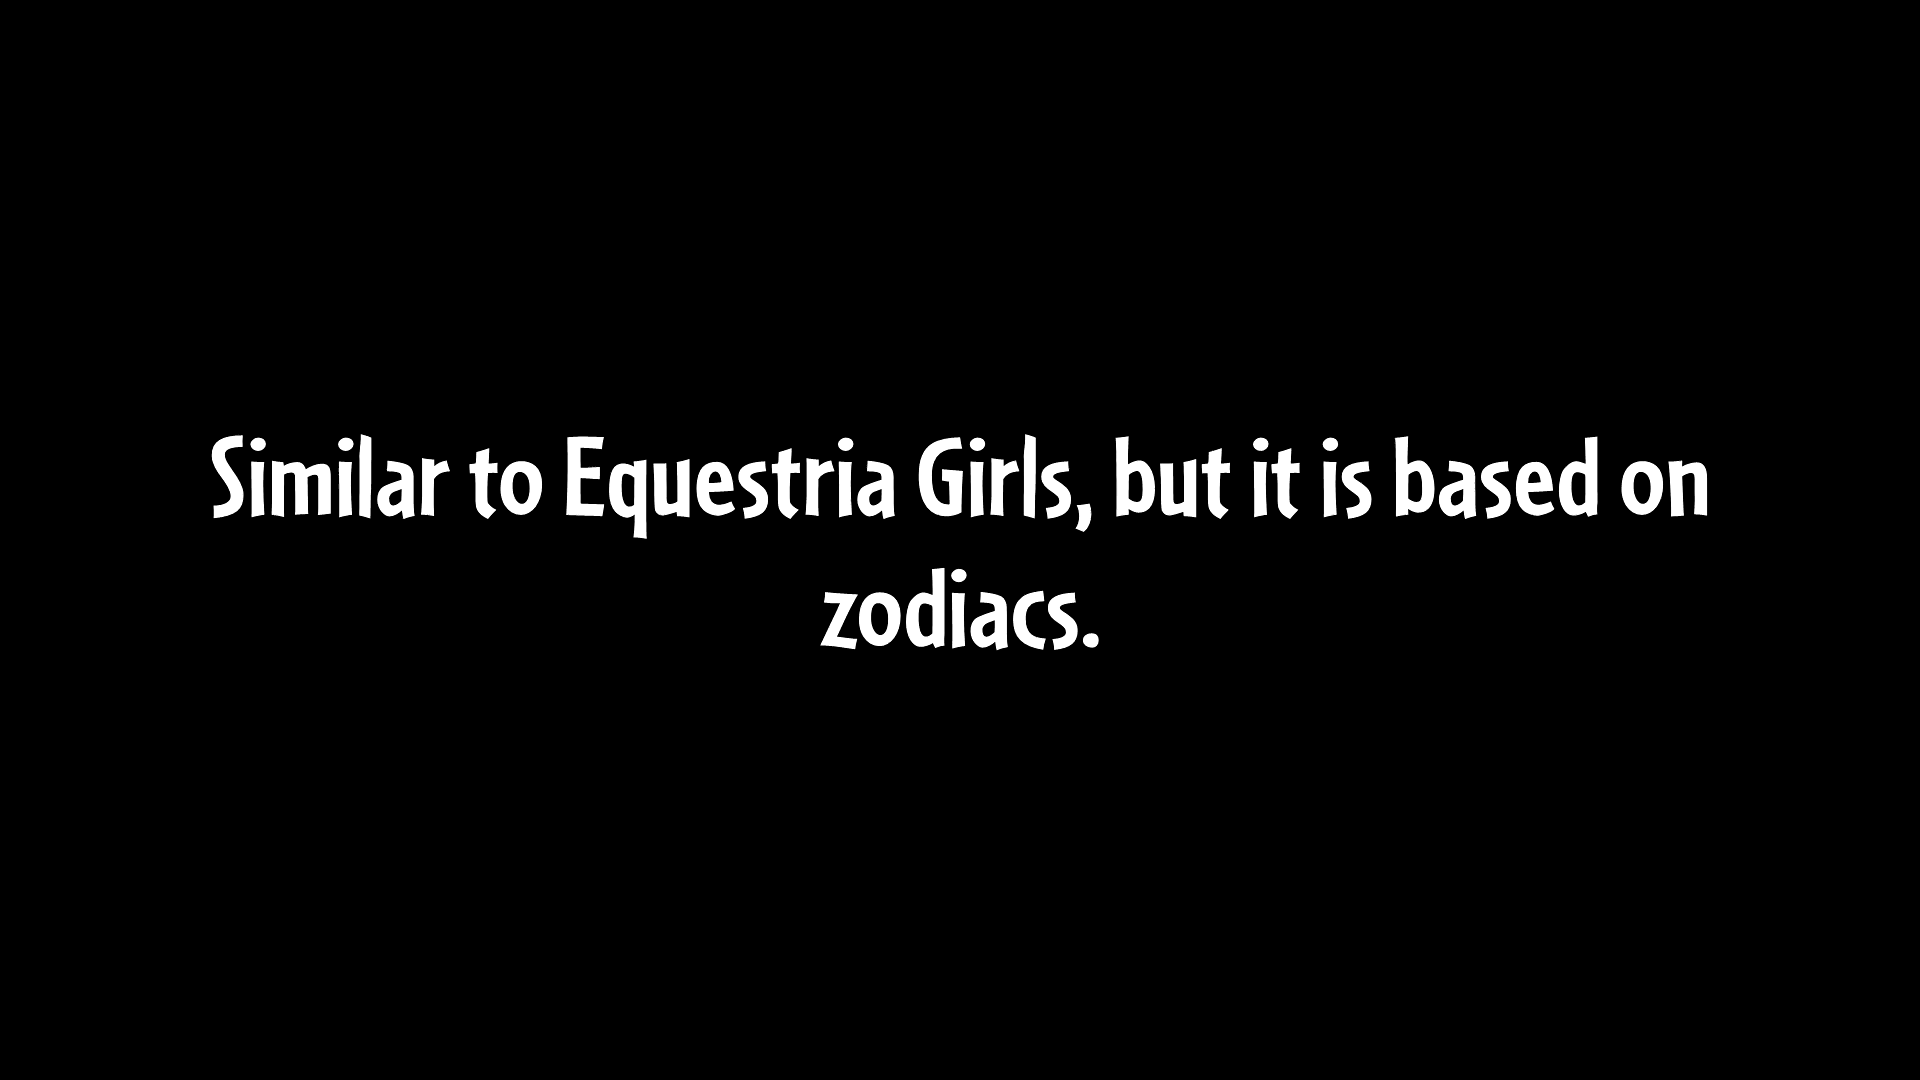 Similar to Equestria Girls, but it is based on
zodiacs.